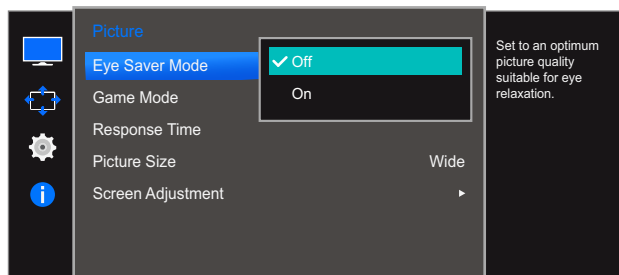 Picture
Eye Saver Mode
Off
Game Mode
On
Response Time
Picture Size Wide
Screen Adjustment
Set to an optimum
picture quality
suitable for eye
relaxation.